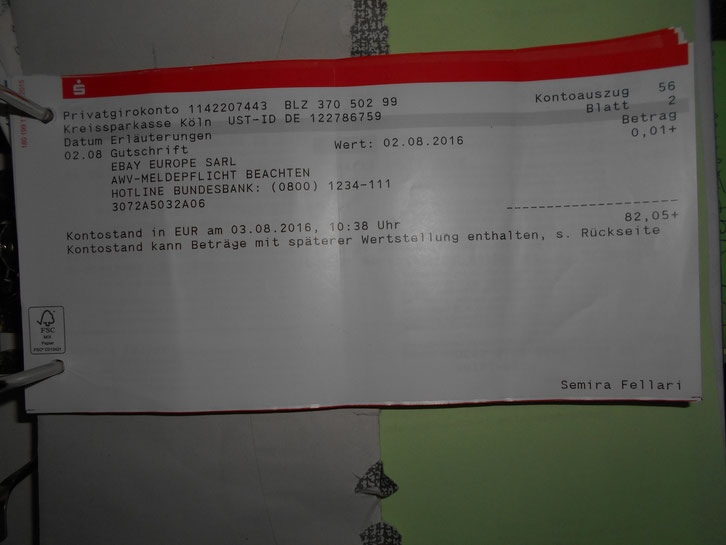 Privatgirokonto 1142207443 BLZ 370 502 99 Kontoauszug 56
Kreissparkasse Köln UST-ID DE 122786759 Blatt 2
Datum Erläuterungen Betrag
02.08 Gutschrift Wert: 02.08.2016 0,01+
EBAY EUROPE SARL
AWV-MELDEPFLICHT BEACHTEN
HOTLINE BUNDESBANK: (0800) 1234-111
3072A5032A06
Kontostand in EUR am 03.08.2016, 10:38 Uhr 82,05+
Kontostand kann Beträge mit späterer Wertstellung enthalten, s. Rückseite
FSC
MIX
Papier
Semira Fellari